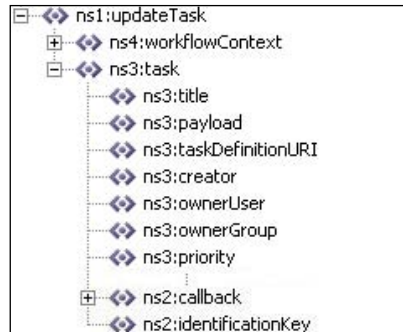 ns1:updateTask
ns4:workflowContext
ns3:task
ns3:title
ns3:payload
ns3:taskDefinitionURI
ns3:creator
ns3:ownerUser
ns3:ownerGroup
ns3:priority
ns2:callback
ns2:identificationKey